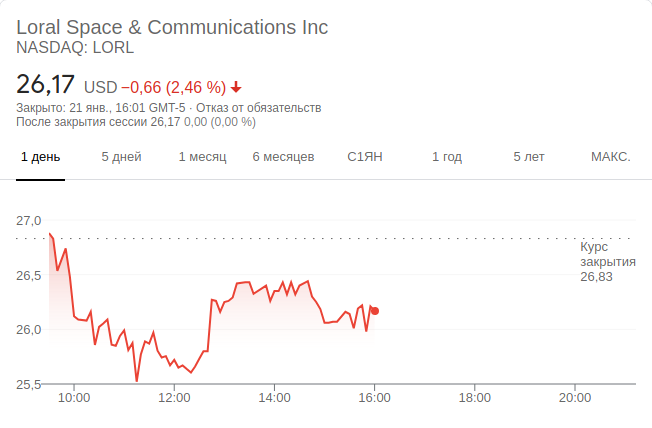 Loral Space & Communications Inc
NASDAQ: LORL
26,17 USD −0,66 (2,46 %)
Закрыто: 21 янв., 16:01 GMT-5 · Отказ от обязательств
После закрытия сессии 26,17 0,00 (0,00 %)
1 день 5 дней 1 месяц 6 месяцев С1ЯН 1 год 5 лет МАКС.
27,0
Курс
закрытия
26,83
26,5
26,0
25,5
10:00 12:00 14:00 16:00 18:00 20:00